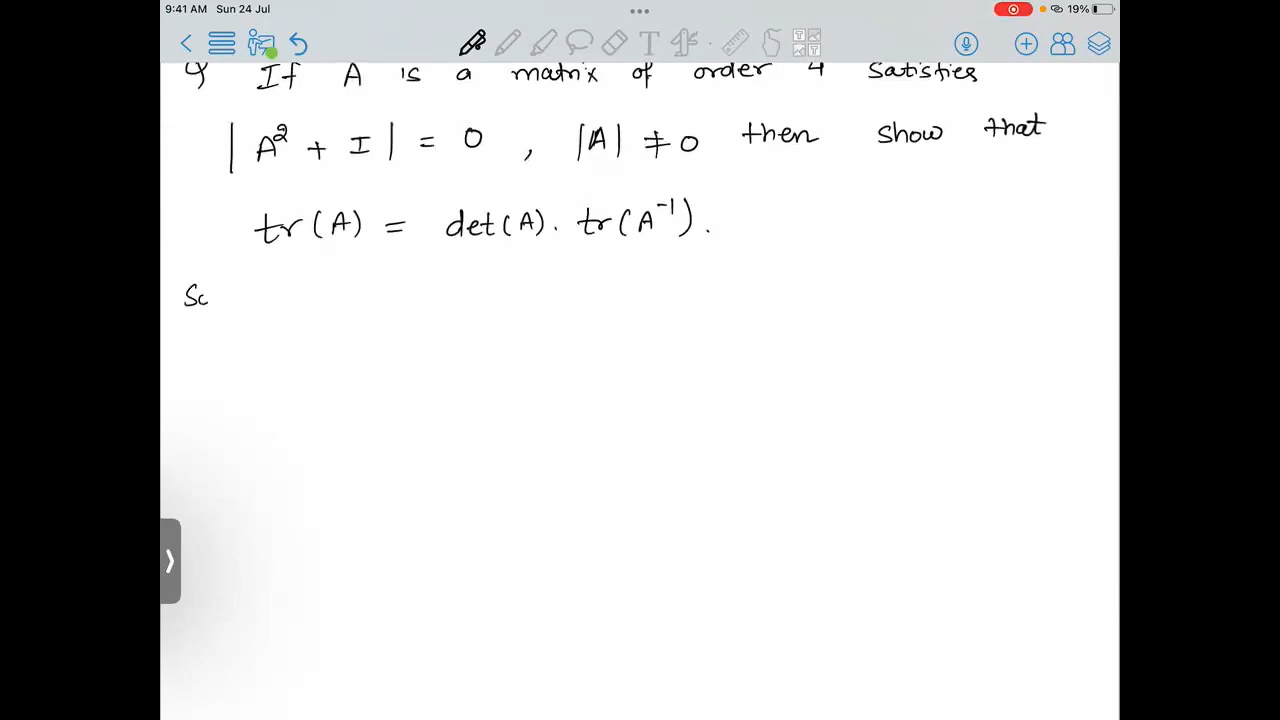 9:41 AM Sun 24 Jul
19%
Q If A is a matrix of order 4 satisfies
|A² + I| = 0 , |A| ≠ 0 then show that
tr(A) = det(A). tr(A⁻¹).
So